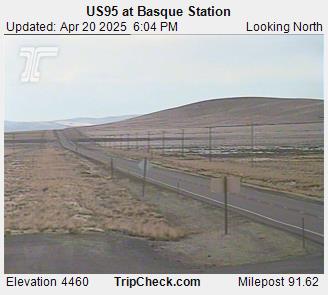 US95 at Basque Station
Updated: Apr 20 2025 6:04 PM Looking North
Elevation 4460 TripCheck.com Milepost 91.62